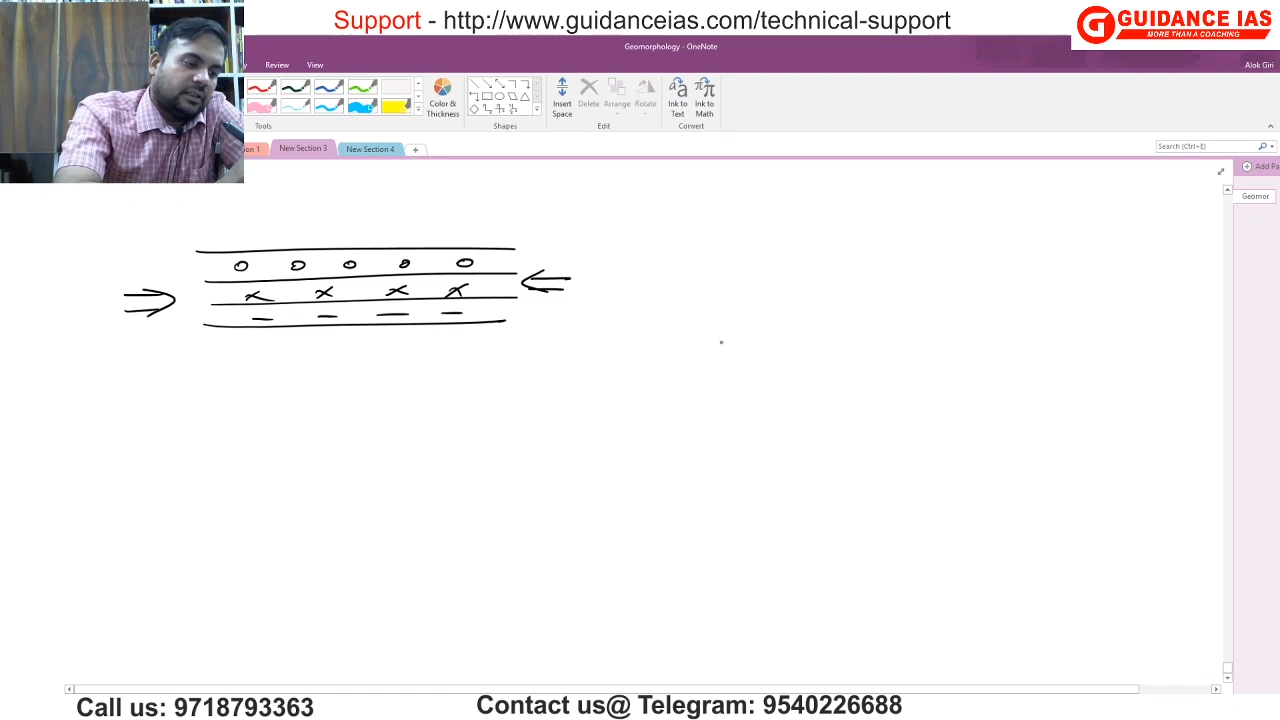 Support - http://www.guidanceias.com/technical-support
GUIDANCE IAS
MORE THAN A COACHING
Geomorphology - OneNote
Review View
Alok Giri
Color & Thickness
Insert Space
Delete
Arrange
Rotate
Ink to Text
Ink to Math
Tools
Shapes
Edit
Convert
New Section 3
New Section 4
Search (Ctrl+E)
Add Pa
Geomor
o o o o o
x x x x
Call us: 9718793363
Contact us@ Telegram: 9540226688